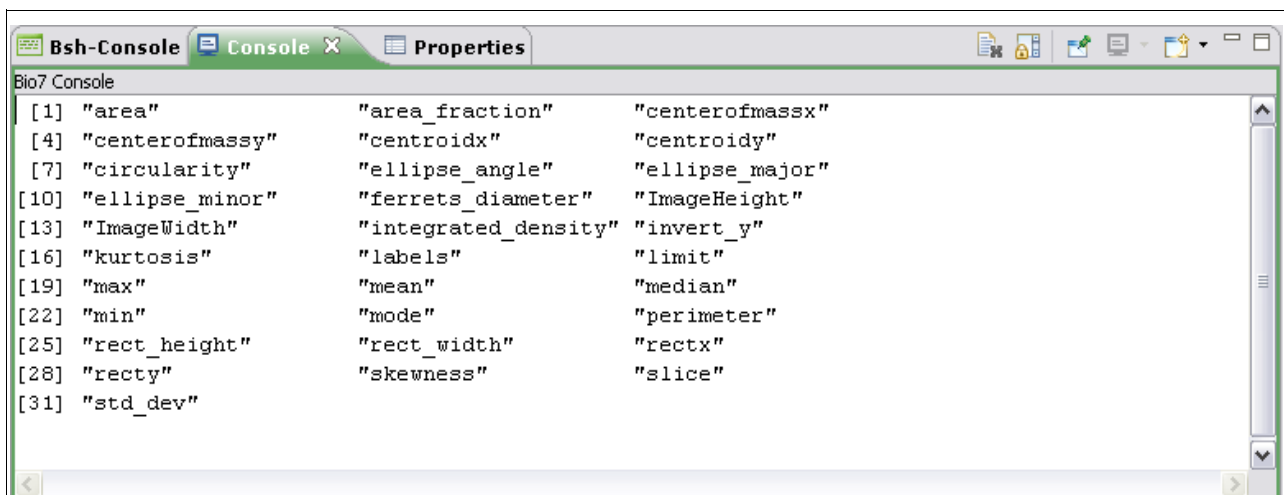 Bsh-Console Console Properties
Bio7 Console
[1] "area" "area_fraction" "centerofmassx"
[4] "centerofmassy" "centroidx" "centroidy"
[7] "circularity" "ellipse_angle" "ellipse_major"
[10] "ellipse_minor" "ferrets_diameter" "ImageHeight"
[13] "ImageWidth" "integrated_density" "invert_y"
[16] "kurtosis" "labels" "limit"
[19] "max" "mean" "median"
[22] "min" "mode" "perimeter"
[25] "rect_height" "rect_width" "rectx"
[28] "recty" "skewness" "slice"
[31] "std_dev"